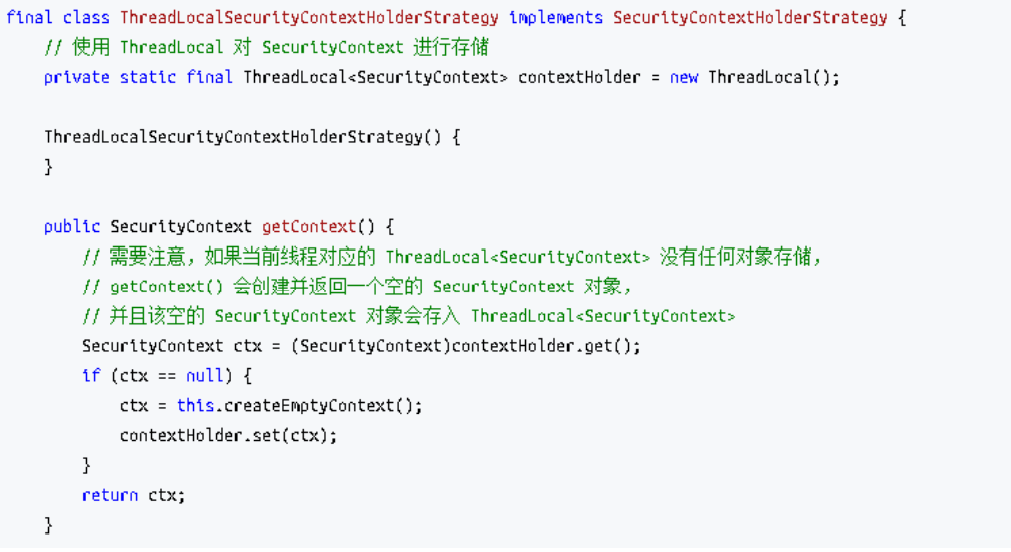 final class ThreadLocalSecurityContextHolderStrategy implements SecurityContextHolderStrategy {
// 使用 ThreadLocal 对 SecurityContext 进行存储
private static final ThreadLocal<SecurityContext> contextHolder = new ThreadLocal();
ThreadLocalSecurityContextHolderStrategy() {
}
public SecurityContext getContext() {
// 需要注意，如果当前线程对应的 ThreadLocal<SecurityContext> 没有任何对象存储，
// getContext() 会创建并返回一个空的 SecurityContext 对象，
// 并且该空的 SecurityContext 对象会存入 ThreadLocal<SecurityContext>
SecurityContext ctx = (SecurityContext)contextHolder.get();
if (ctx == null) {
ctx = this.createEmptyContext();
contextHolder.set(ctx);
}
return ctx;
}